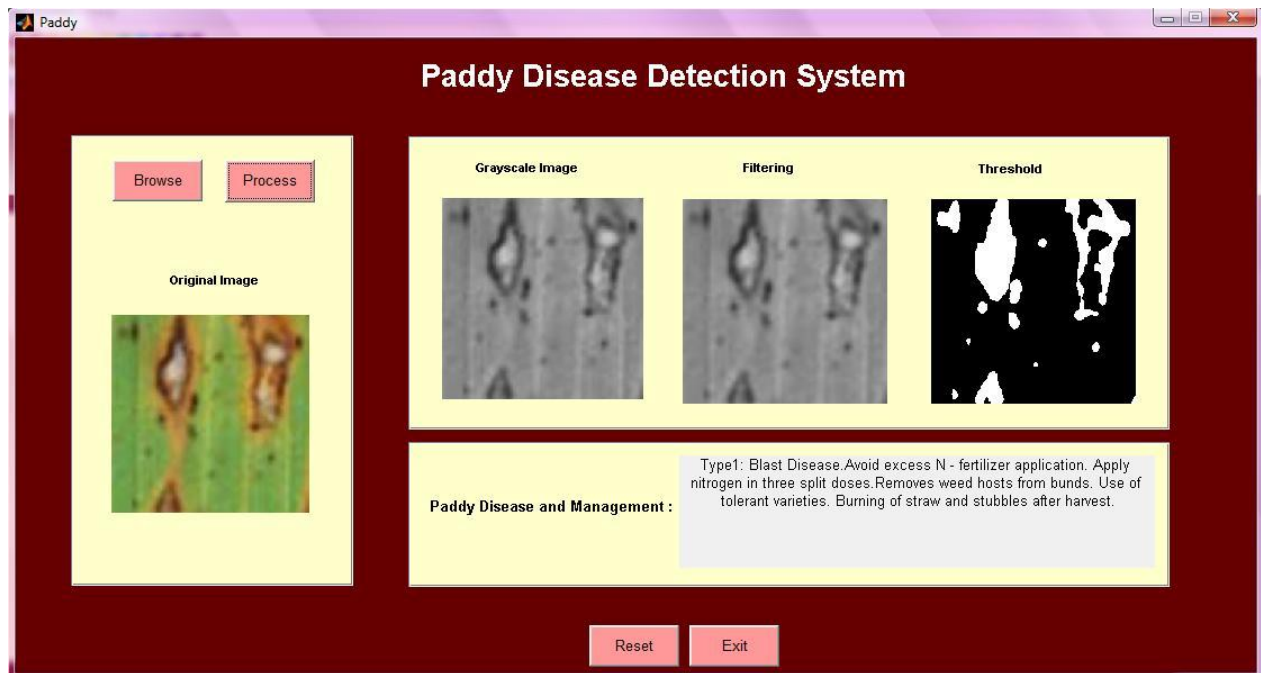 Paddy
Paddy Disease Detection System
Browse
Process
Original Image
Grayscale Image
Filtering
Threshold
Paddy Disease and Management :
Type1: Blast Disease.Avoid excess N - fertilizer application. Apply
nitrogen in three split doses.Removes weed hosts from bunds. Use of
tolerant varieties. Burning of straw and stubbles after harvest.
Reset
Exit